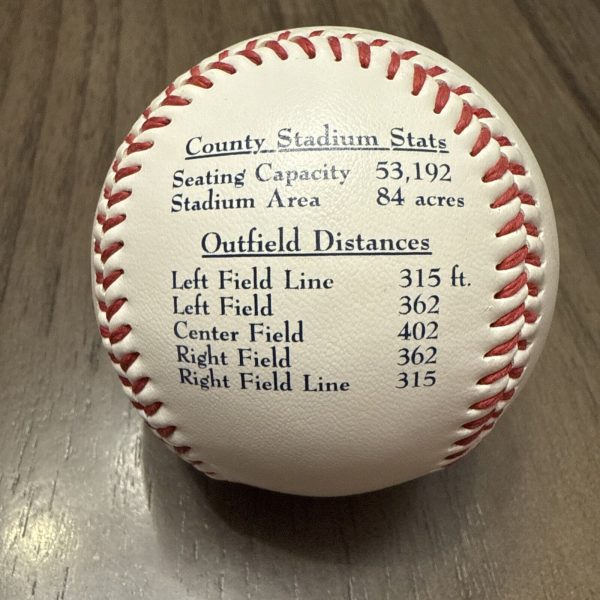 County Stadium Stats
Seating Capacity 53,192
Stadium Area 84 acres
Outfield Distances
Left Field Line 315 ft.
Left Field 362
Center Field 402
Right Field 362
Right Field Line 315